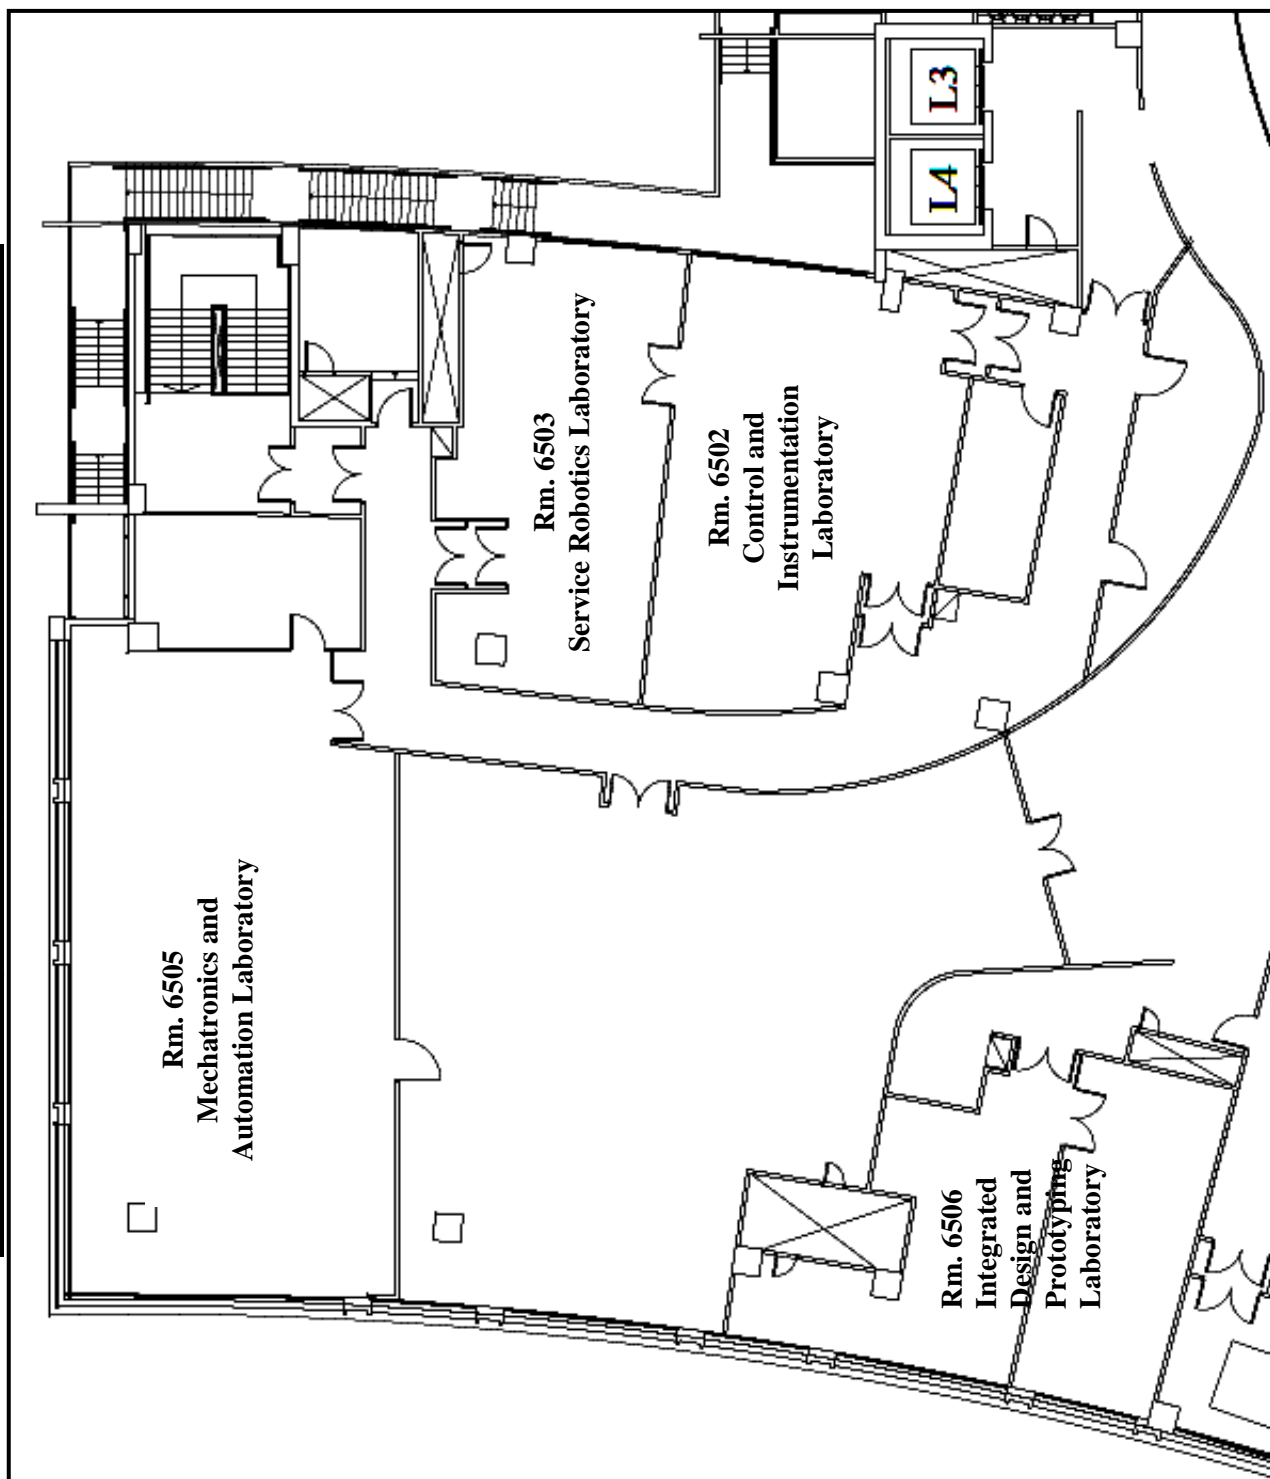 L3
L4
Rm. 6503
Service Robotics Laboratory
Rm. 6502
Control and
Instrumentation
Laboratory
Rm. 6505
Mechatronics and
Automation Laboratory
Rm. 6506
Integrated
Design and
Prototyping
Laboratory